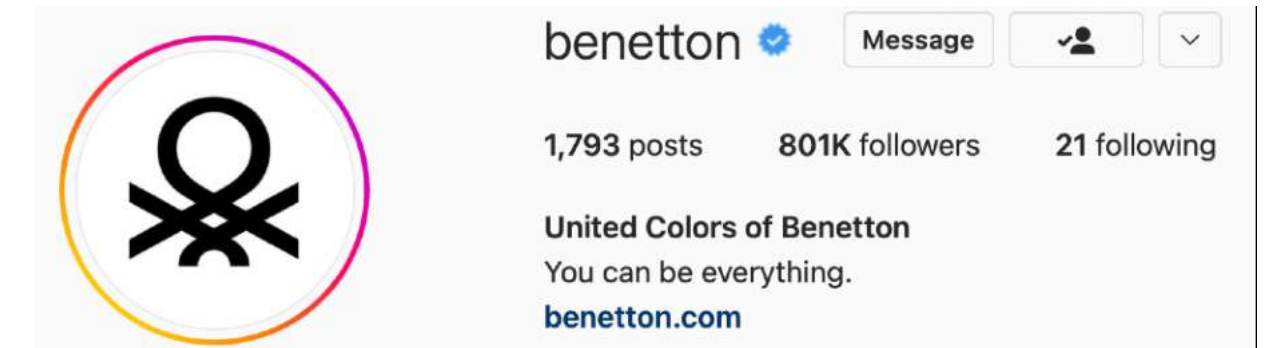 benetton Message
1,793 posts 801K followers 21 following
United Colors of Benetton
You can be everything.
benetton.com